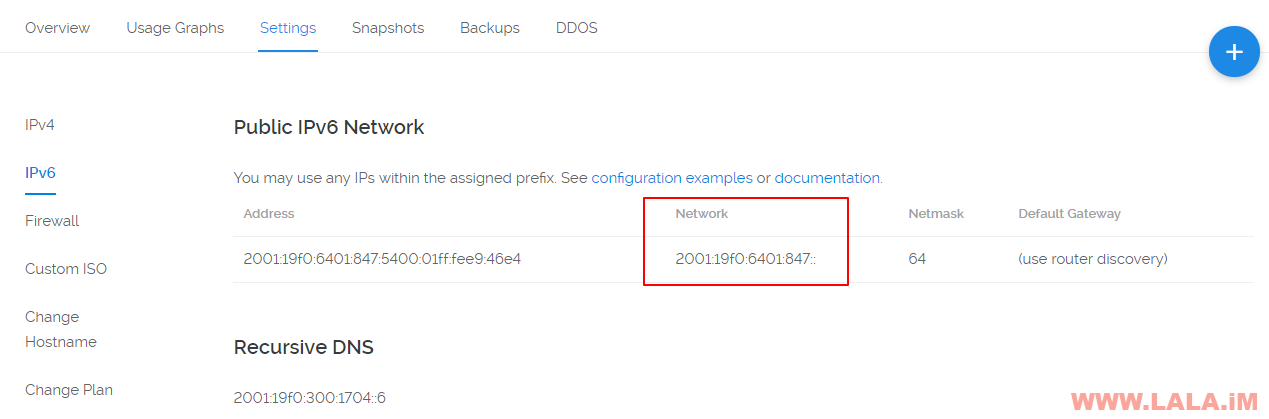 Overview Usage Graphs Settings Snapshots Backups DDOS
+
IPv4
IPv6
Firewall
Custom ISO
Change
Hostname
Change Plan
Public IPv6 Network
You may use any IPs within the assigned prefix. See configuration examples or documentation.
Address Network Netmask Default Gateway
2001:19f0:6401:847:5400:01ff:fee9:46e4 2001:19f0:6401:847:: 64 (use router discovery)
Recursive DNS
2001:19f0:300:1704::6
WWW.LALA.iM